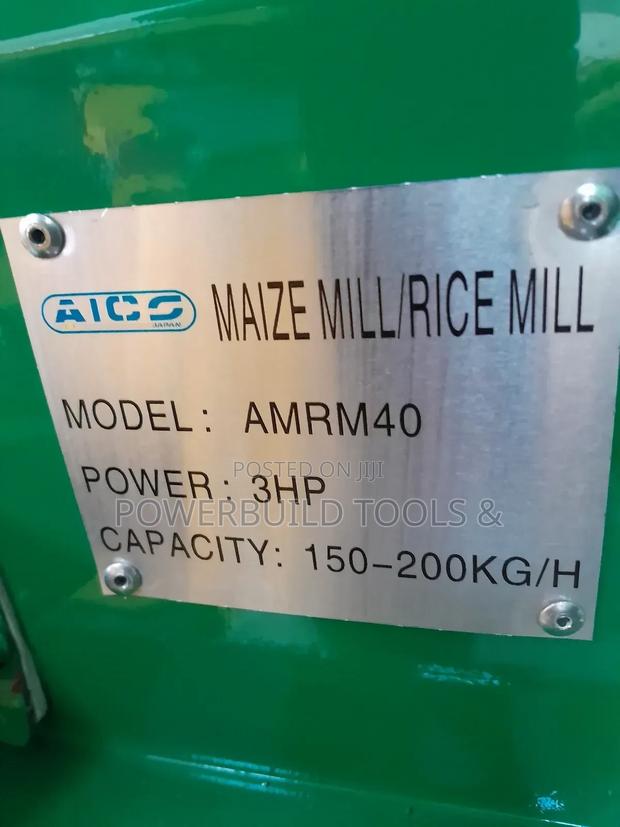 AICO JAPAN MAIZE MILL/RICE MILL
MODEL: AMRM40
POSTED ON JIJI
POWER: 3HP
POWERBUILD TOOLS &
CAPACITY: 150-200KG/H